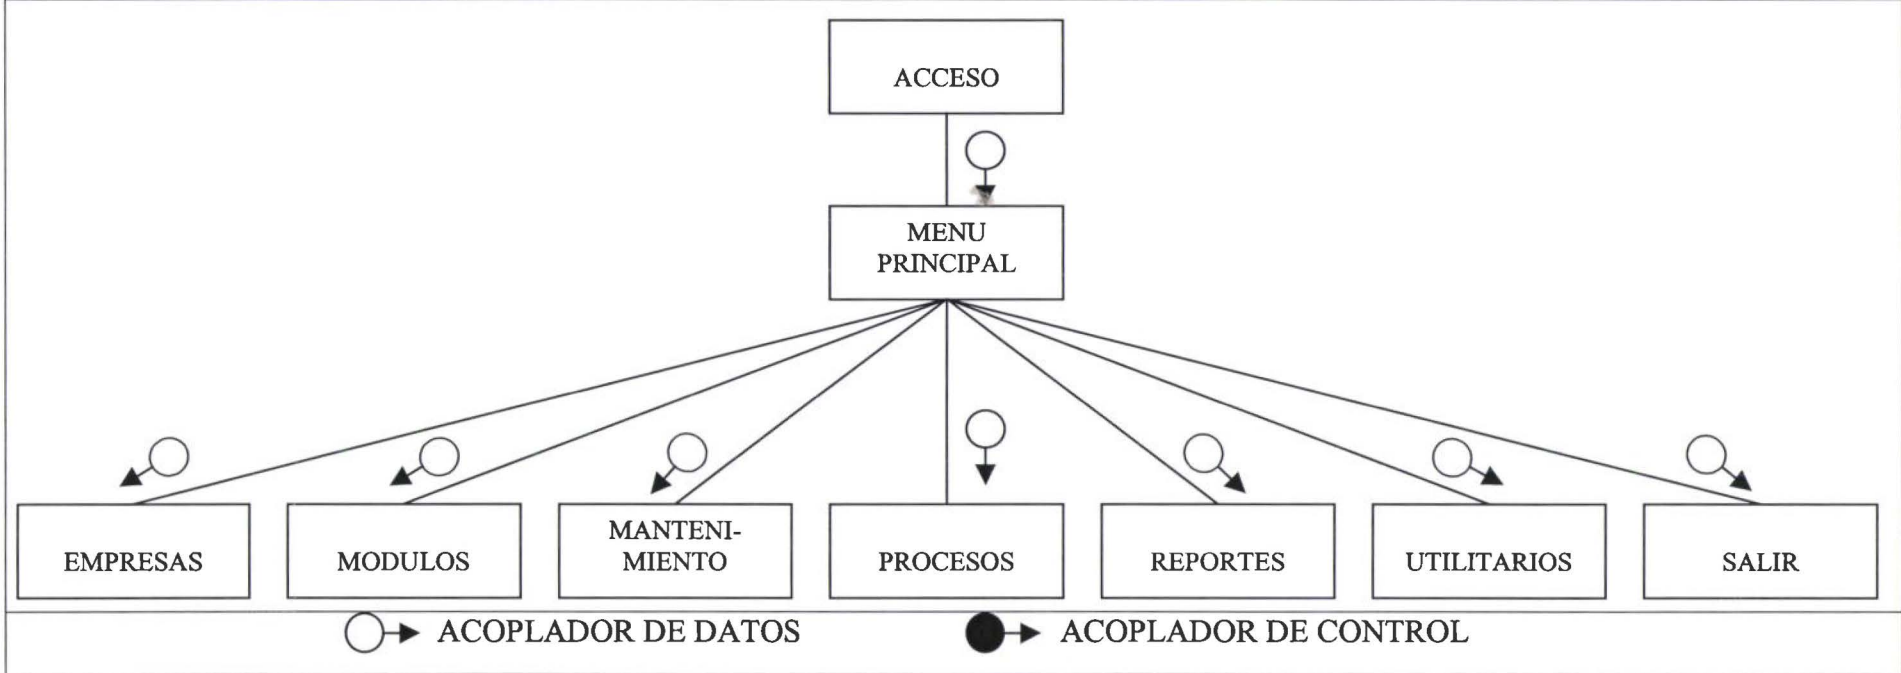 ACCESO
MENU
PRINCIPAL
EMPRESAS
MODULOS
MANTENI-
MIENTO
PROCESOS
REPORTES
UTILITARIOS
SALIR
ACOPLADOR DE DATOS
ACOPLADOR DE CONTROL